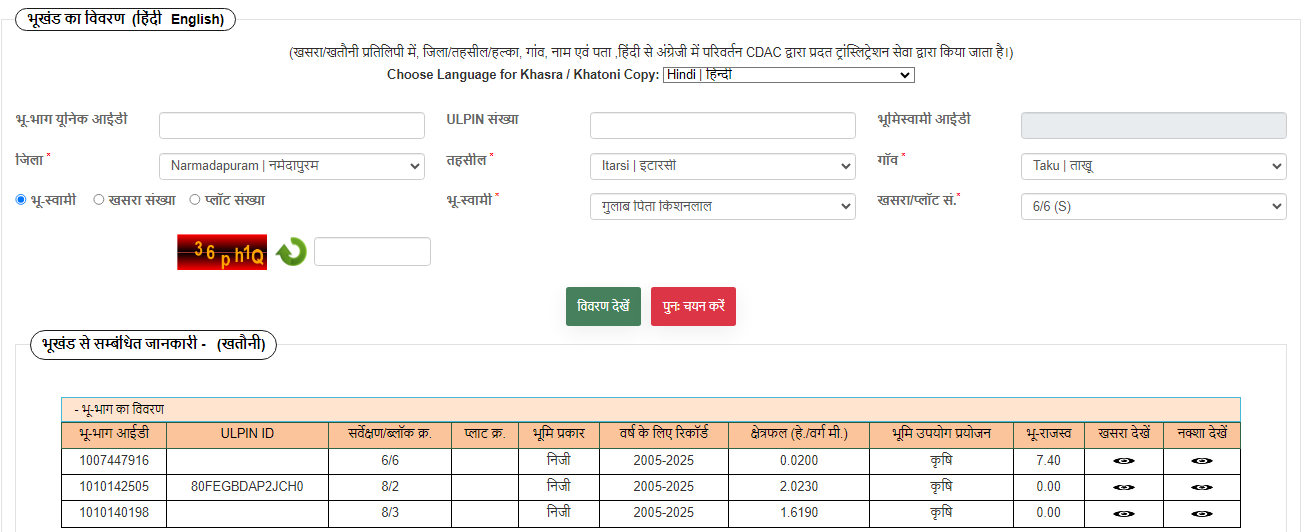 भूखंड का विवरण (हिंदी English)
(खसरा/खतौनी प्रतिलिपी में, जिला/तहसील/हल्का, गांव, नाम एवं पता ,हिंदी से अंग्रेजी में परिवर्तन CDAC द्वारा प्रदत ट्रांस्लिट्रेशन सेवा द्वारा किया जाता है।)
Choose Language for Khasra / Khatoni Copy: Hindi | हिन्दी
भू-भाग यूनिक आईडी ULPIN संख्या भूमिस्वामी आईडी
जिला * Narmadapuram | नर्मदापुरम तहसील * Itarsi | इटारसी गाँव * Taku | ताखू
भू-स्वामी खसरा संख्या प्लॉट संख्या भू-स्वामी * गुलाब पिता किशनलाल खसरा/प्लॉट सं.* 6/6 (S)
36ph1Q
विवरण देखें पुनः चयन करें
भूखंड से सम्बंधित जानकारी - (खतौनी)
- भू-भाग का विवरण
भू-भाग आईडी ULPIN ID सर्वेक्षण/ब्लॉक क्र. प्लाट क्र. भूमि प्रकार वर्ष के लिए रिकॉर्ड क्षेत्रफल (हे./वर्ग मी.) भूमि उपयोग प्रयोजन भू-राजस्व खसरा देखें नक्शा देखें
1007447916 6/6 निजी 2005-2025 0.0200 कृषि 7.40
1010142505 80FEGBDAP2JCH0 8/2 निजी 2005-2025 2.0230 कृषि 0.00
1010140198 8/3 निजी 2005-2025 1.6190 कृषि 0.00